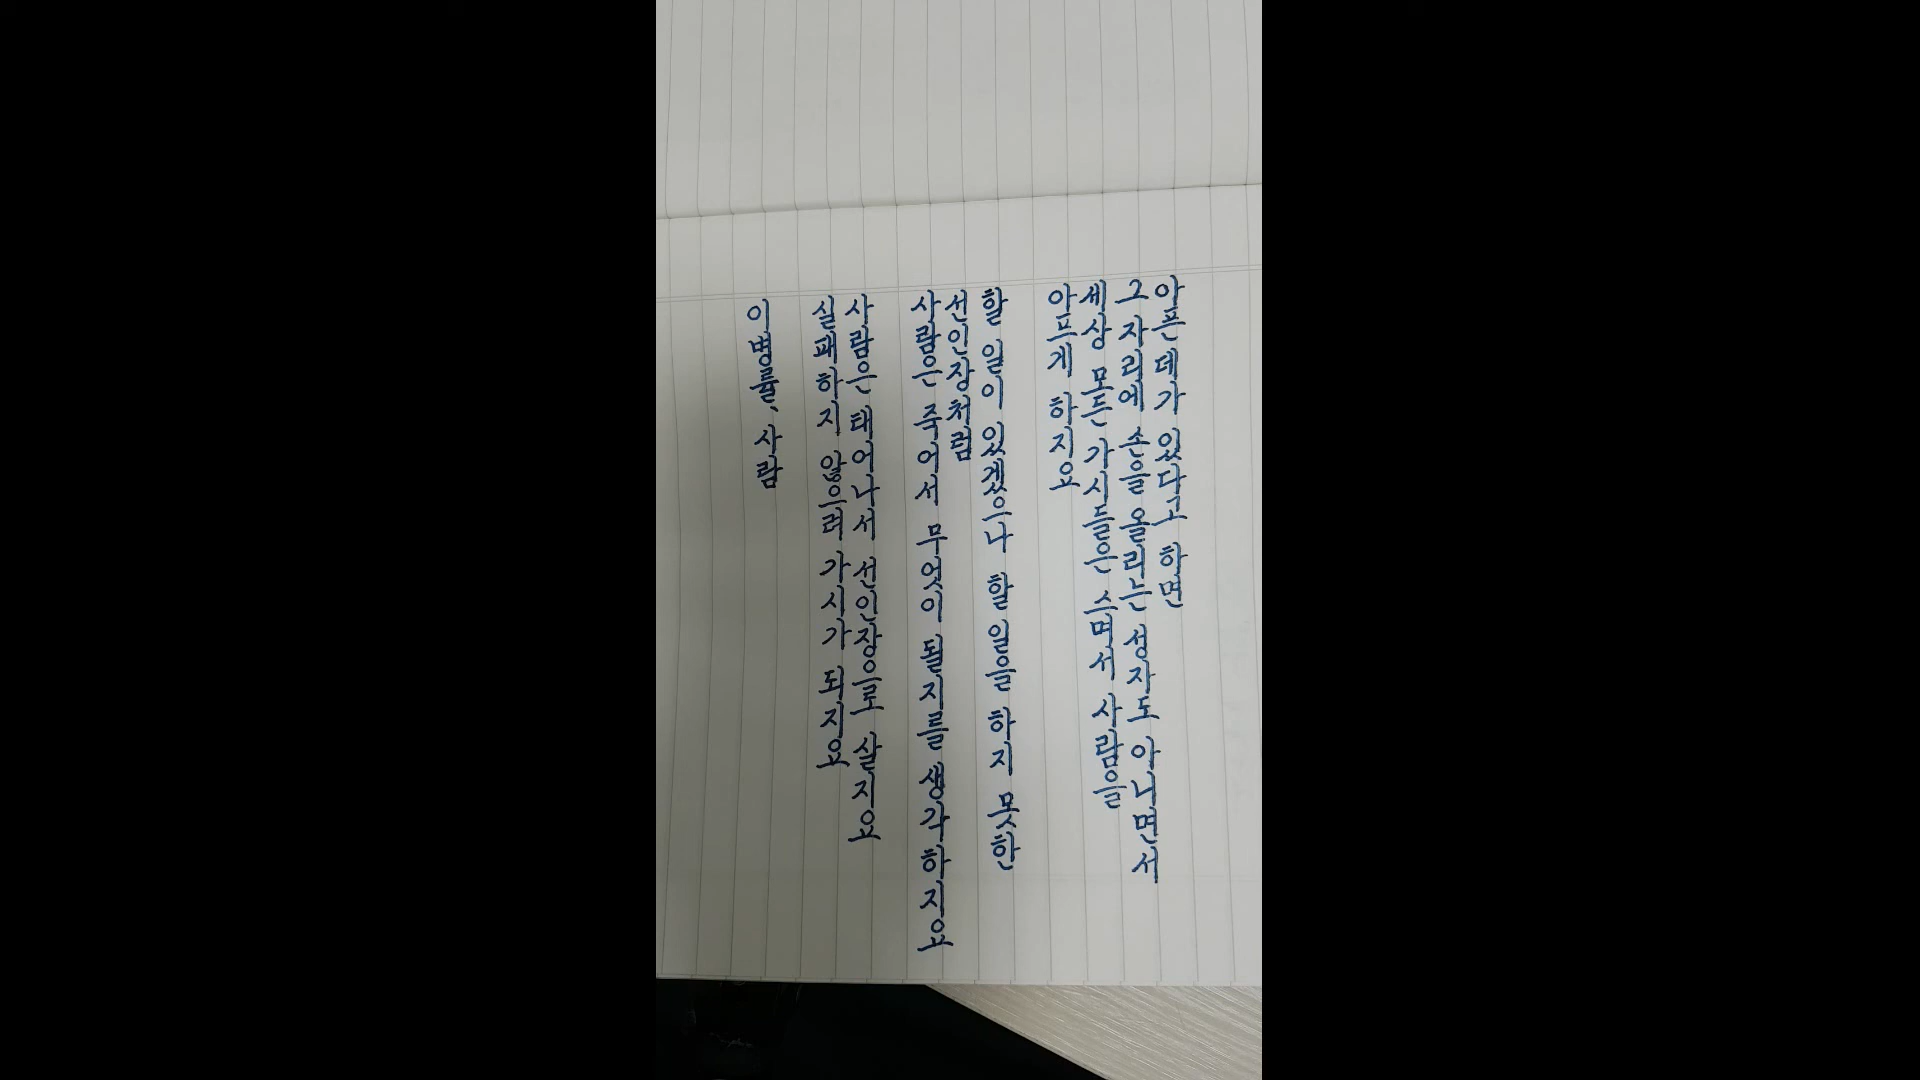 아픈 데가 있다고 하면
그 자리에 손을 올리는 성자도 아니면서
세상 모든 가시들은 스며서 사람을
아프게 하지요
할 일이 있겠으나 할 일을 하지 못한
선인장처럼
사람은 죽어서 무엇이 될지를 생각하지요
사람은 태어나서 선인장으로 살지요
실패하지 않으려 가시가 되지요
이병률, 사람